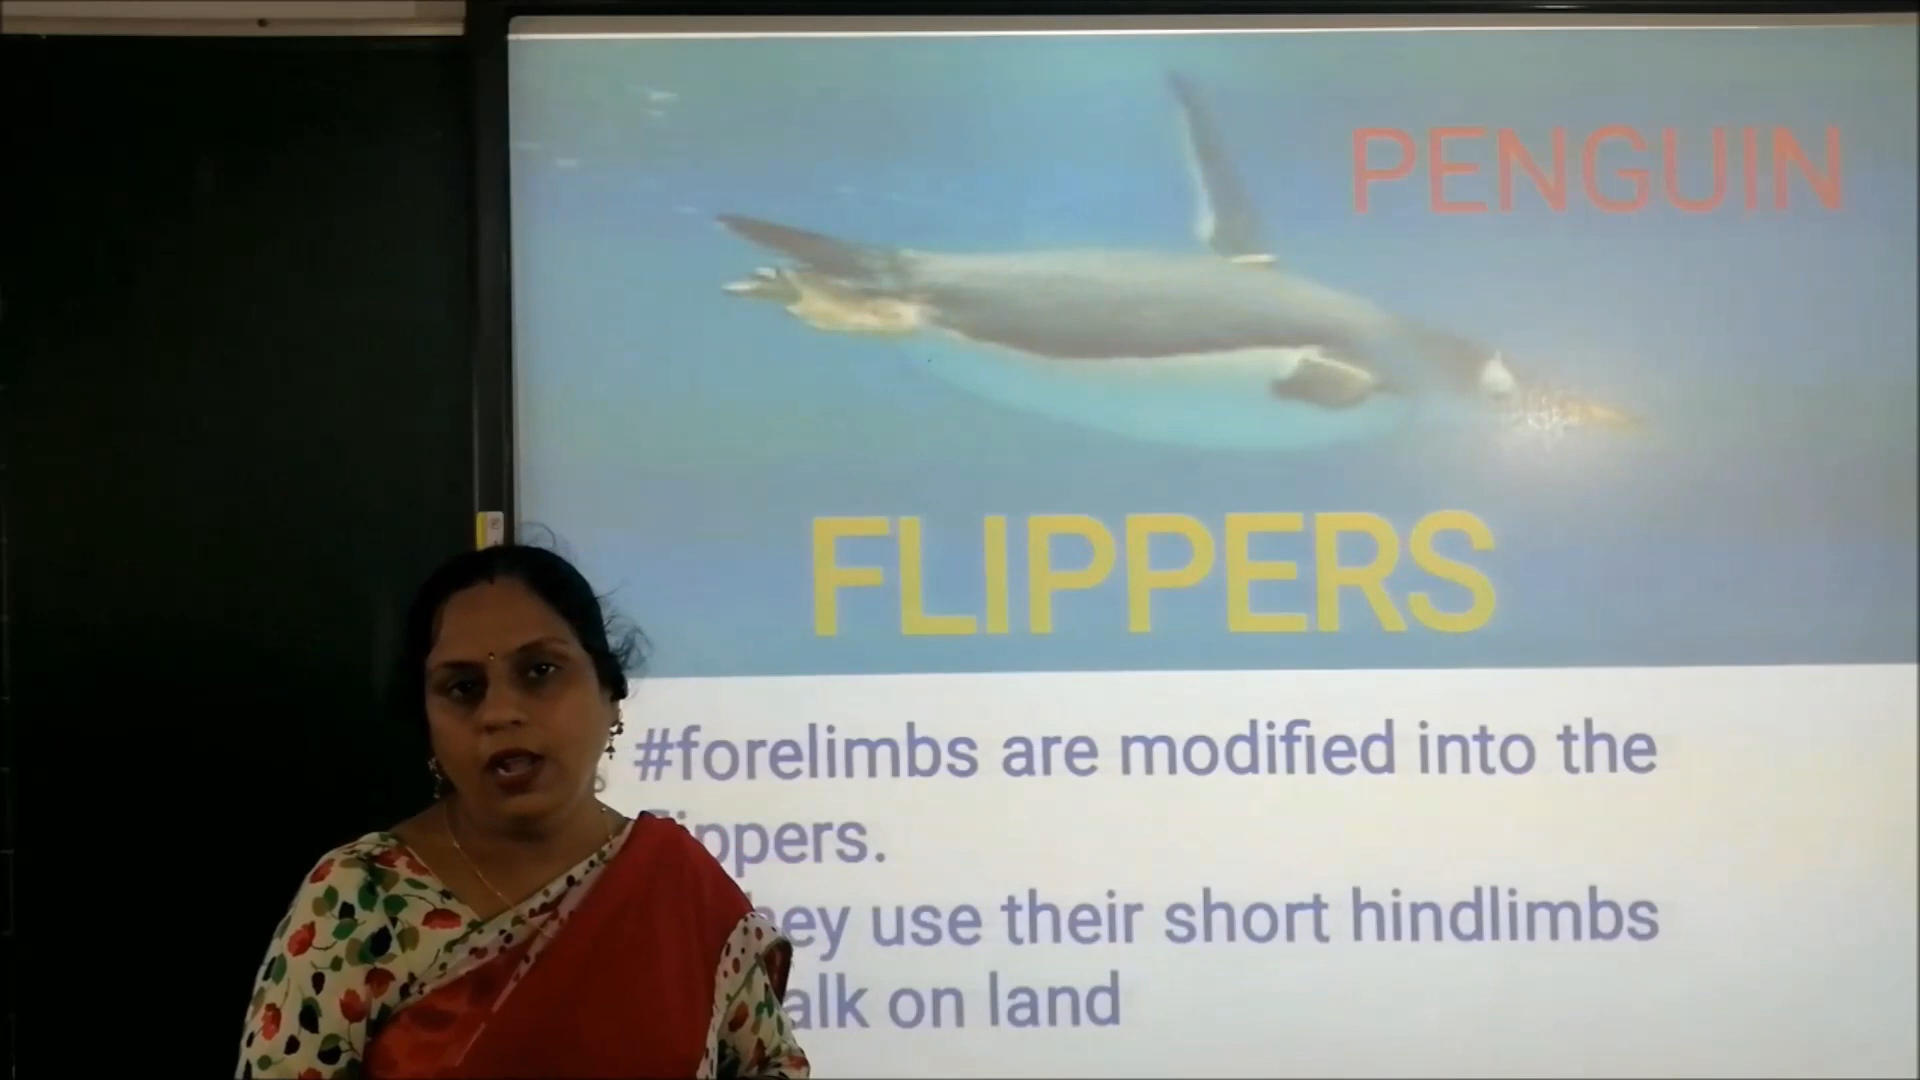 PENGUIN
FLIPPERS
#forelimbs are modified into the
use their short hindlimbs
on land